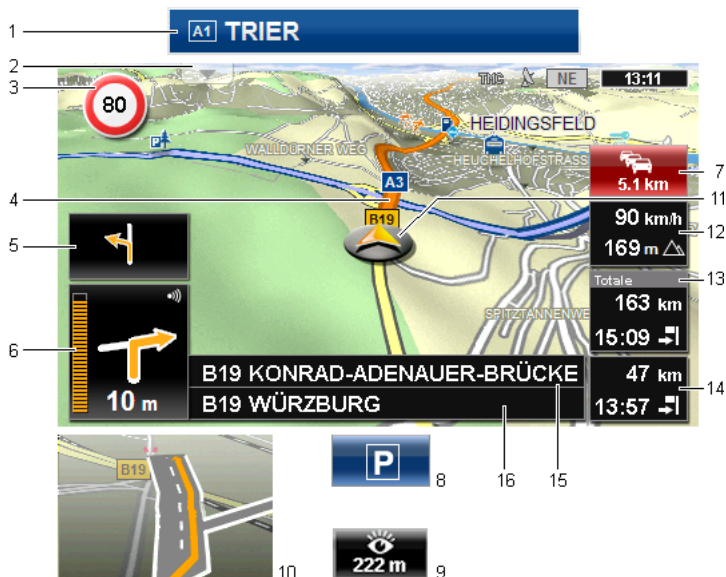 1
A1 TRIER
2
3
80
TMC NE 13:11
P
HEIDINGSFELD
WALLDÜRNER WEG
HEUCHELHOFSTRASS
7
5.1 km
4
A3
11
B19
90 km/h
12
169 m
5
13
Totale
163 km
SPITZTANNENWE
15:09
6
10 m
B19 KONRAD-ADENAUER-BRÜCKE
47 km
14
B19 WÜRZBURG
13:57
16
15
B19
P
8
10
222 m
9